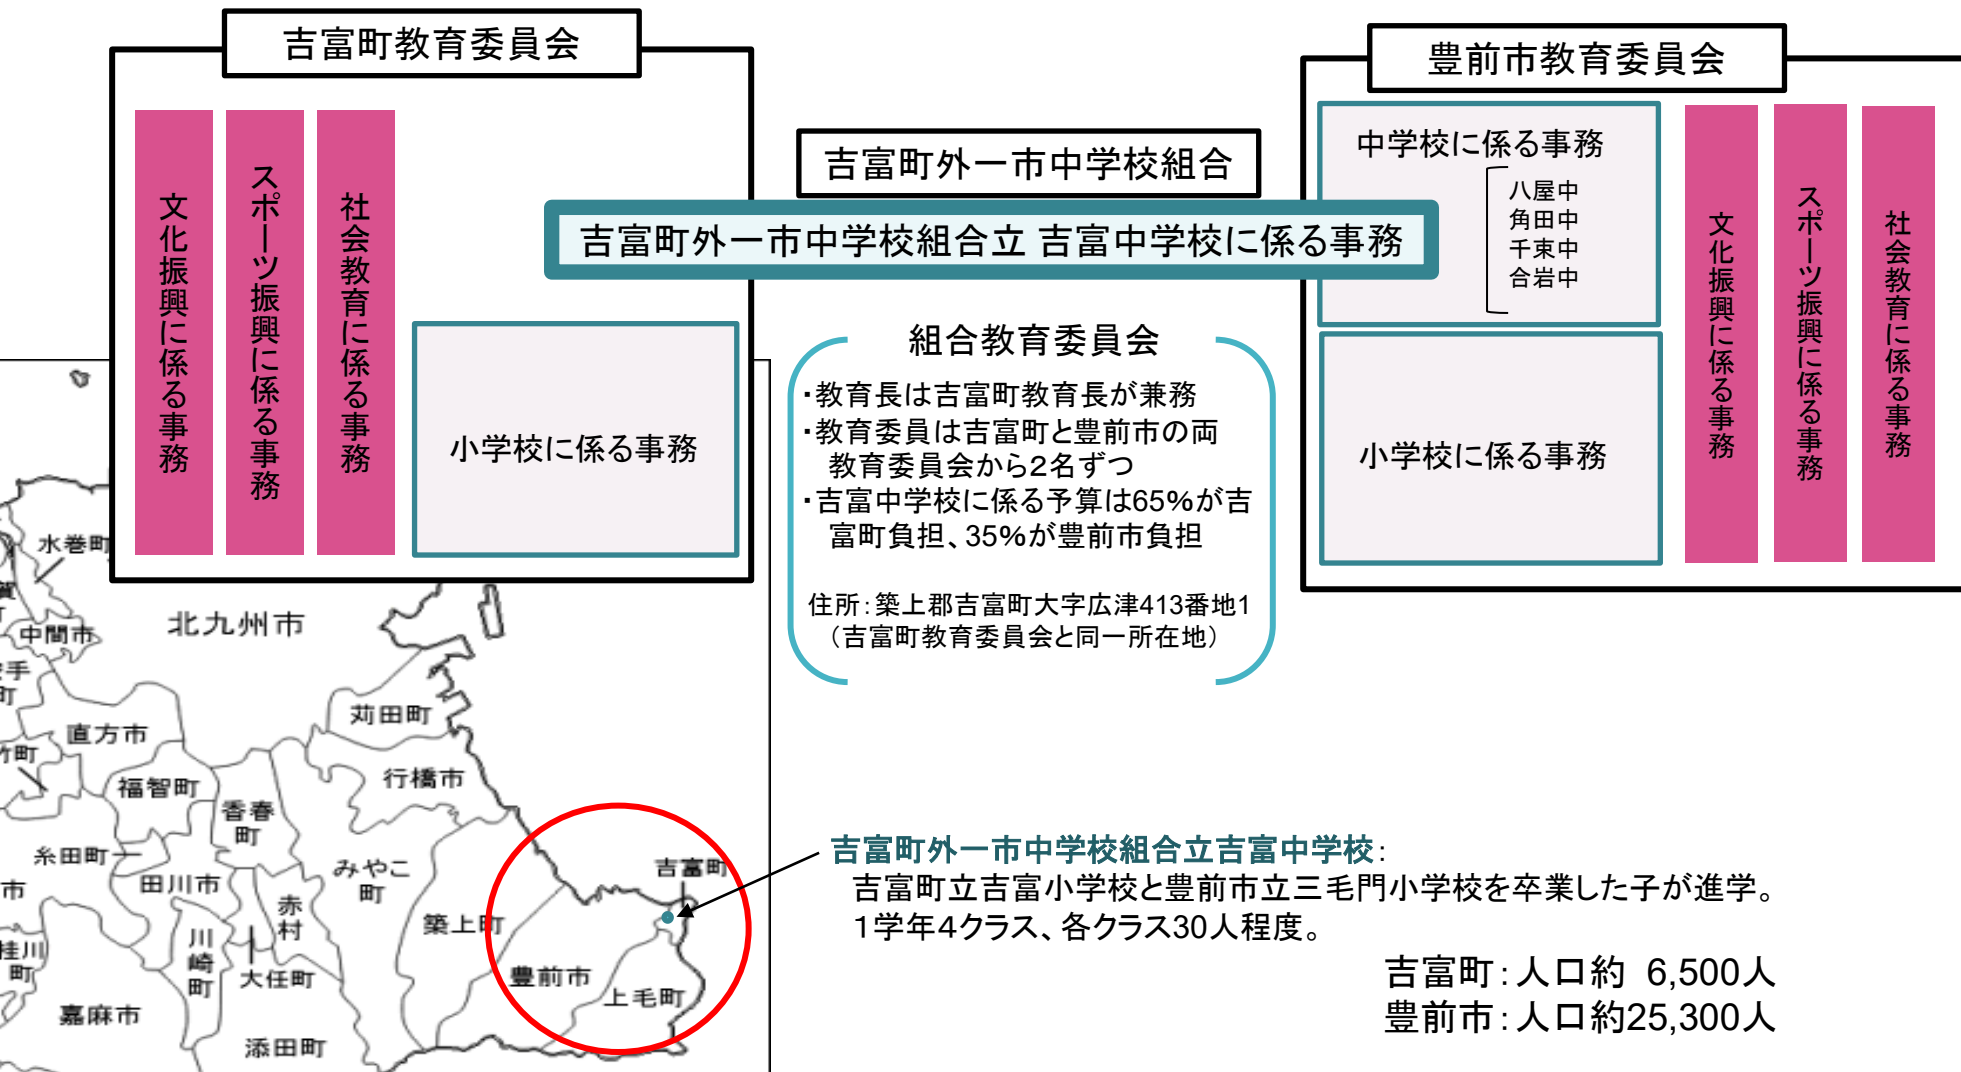 吉富町教育委員会
文化振興に係る事務
スポーツ振興に係る事務
社会教育に係る事務
小学校に係る事務
吉富町外一市中学校組合
吉富町外一市中学校組合立 吉富中学校に係る事務
組合教育委員会
・教育長は吉富町教育長が兼務
・教育委員は吉富町と豊前市の両
教育委員会から2名ずつ
・吉富中学校に係る予算は65%が吉
富町負担、35%が豊前市負担
住所：築上郡吉富町大字広津413番地1
（吉富町教育委員会と同一所在地）
豊前市教育委員会
中学校に係る事務
八屋中
角田中
千束中
合岩中
小学校に係る事務
文化振興に係る事務
スポーツ振興に係る事務
社会教育に係る事務
水巻町
中間市
北九州市
苅田町
直方市
行橋市
福智町
香春
町
糸田町
田川市
赤
村
みやこ
町
築上町
吉富町
川
崎
町
大任町
豊前市
上毛町
桂川
町
嘉麻市
添田町
吉富町外一市中学校組合立吉富中学校：
吉富町立吉富小学校と豊前市立三毛門小学校を卒業した子が進学。
1学年4クラス、各クラス30人程度。
吉富町：人口約 6,500人
豊前市：人口約25,300人